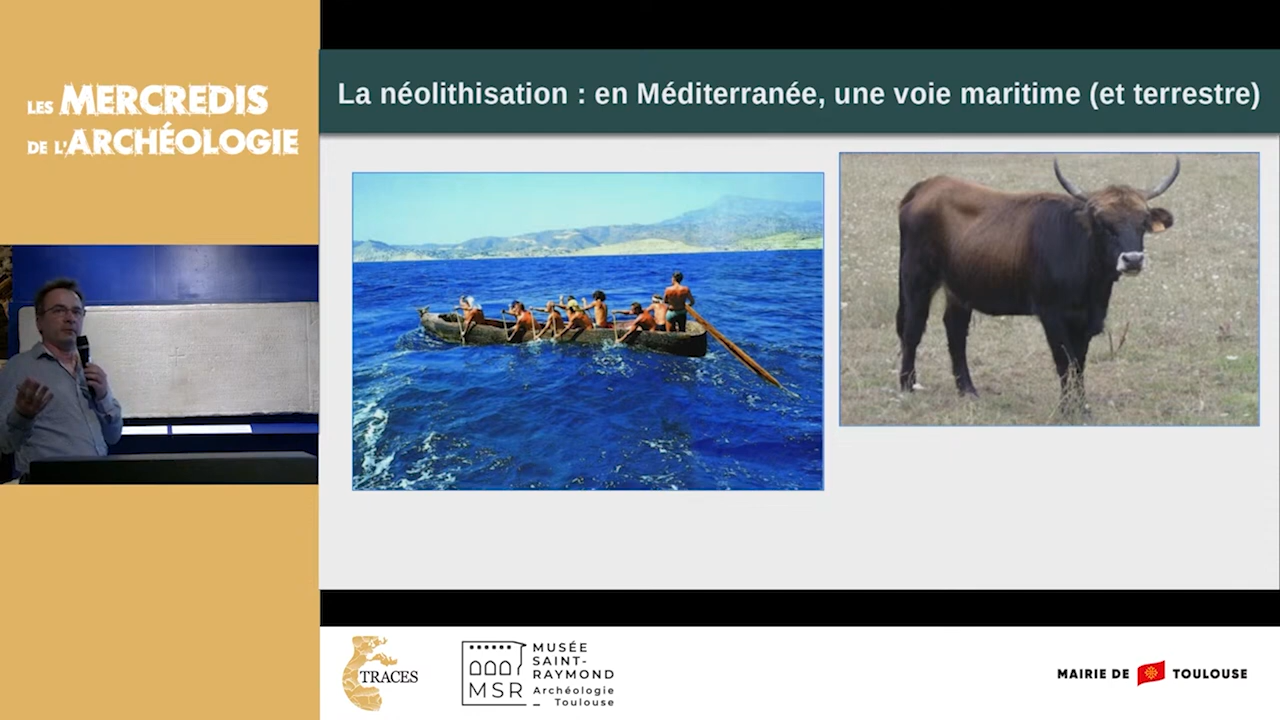 LES MERCREDIS
DE L'ARCHÉOLOGIE
La néolithisation : en Méditerranée, une voie maritime (et terrestre)
TRACES
MSR
MUSÉE
SAINT-
RAYMOND
Archéologie
Toulouse
MAIRIE DE TOULOUSE